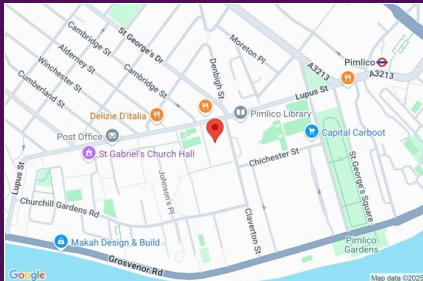 Cambridge St
St George's Dr
Moreton Pl
A3213
Pimlico
A3213
Alderney St
Winchester St
Cambridge St
Denbigh St
Cumberland St
Lupus St
Delizie D'italia
Pimlico Library
Post Office
Capital Carboot
St Gabriel's Church Hall
Chichester St
Lupus St
Johnson's Pl
St George's Square
Churchill Gardens Rd
Claverton St
Makah Design & Build
Pimlico
Gardens
Grosvenor Rd
Google
Map data ©2025